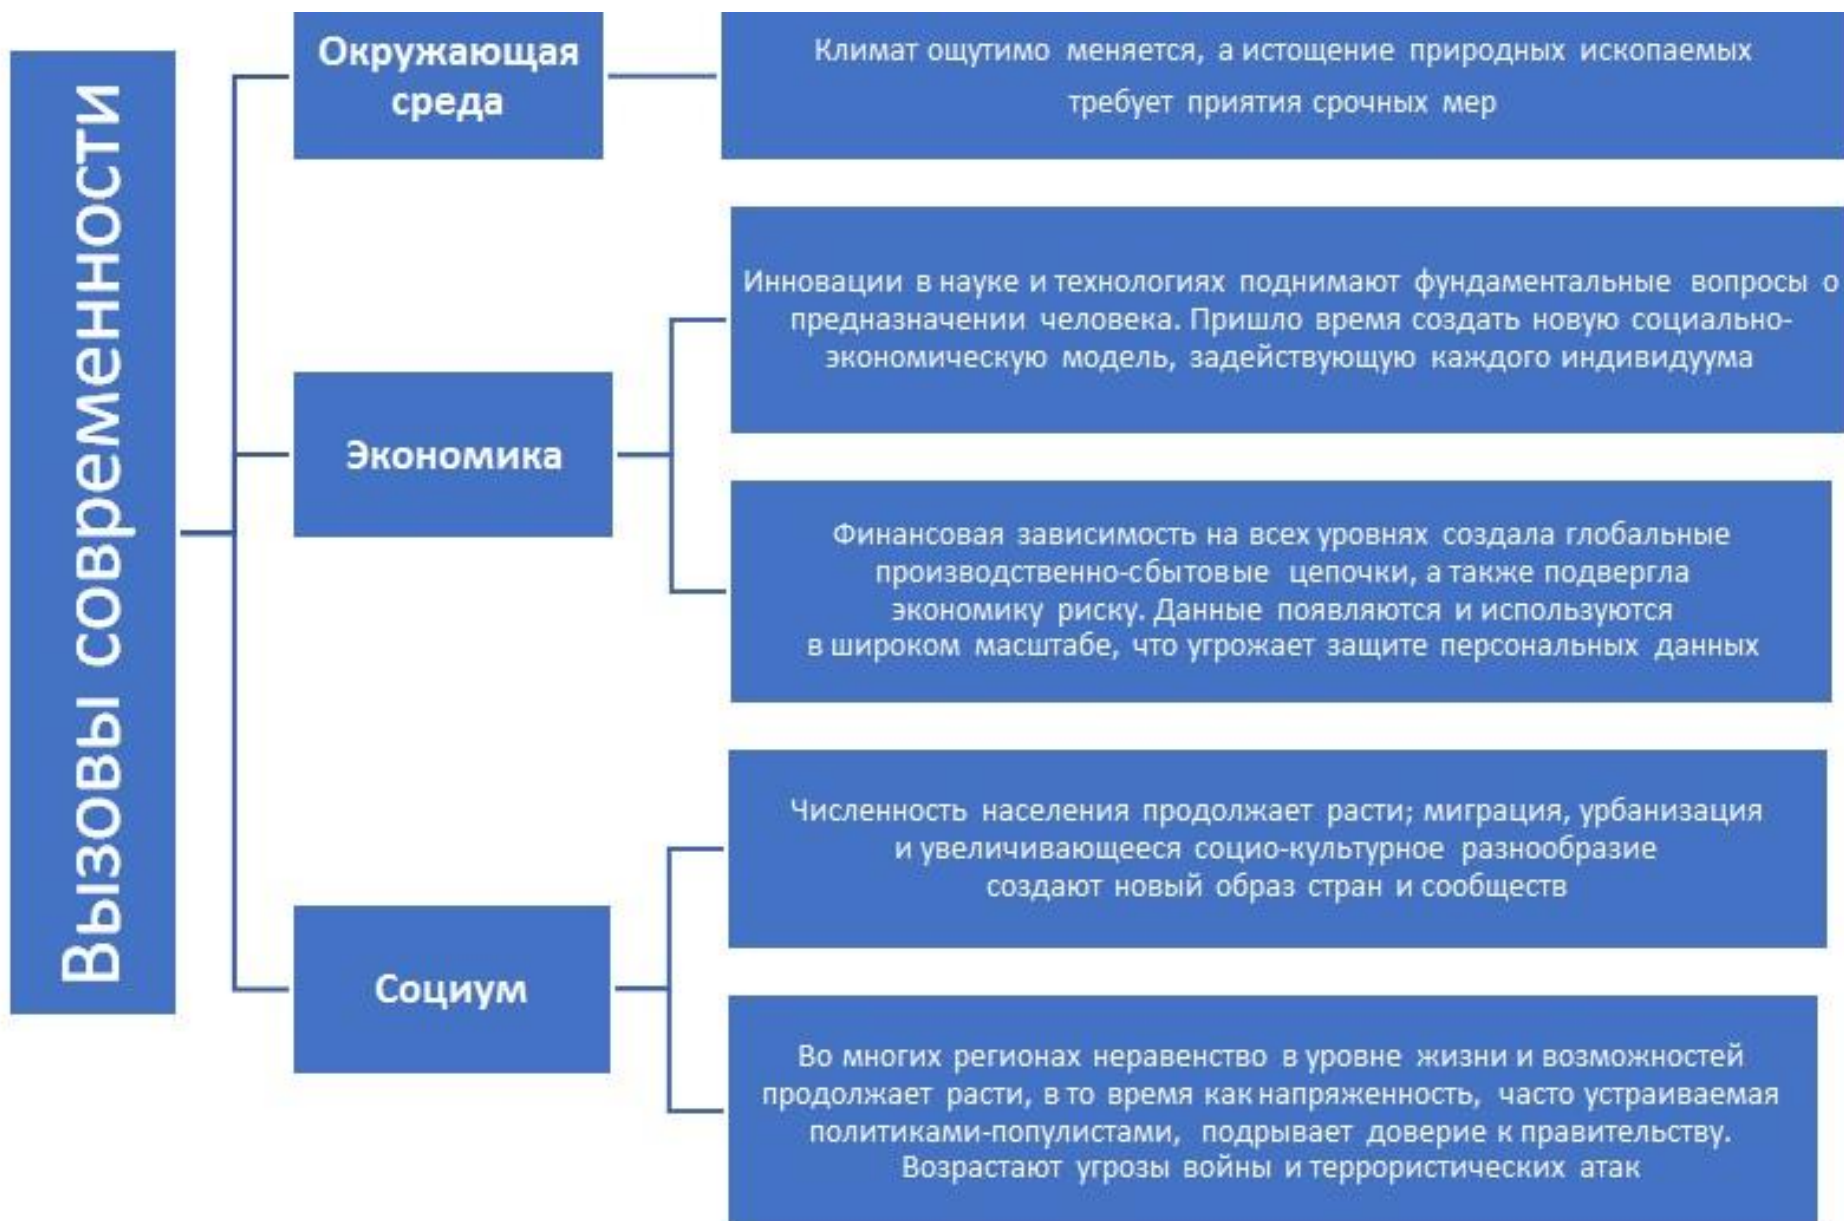 Вызовы современности
Окружающая
среда
Климат ощутимо меняется, а истощение природных ископаемых
требует приятия срочных мер
Экономика
Инновации в науке и технологиях поднимают фундаментальные вопросы о
предназначении человека. Пришло время создать новую социально-
экономическую модель, задействующую каждого индивидуума
Финансовая зависимость на всех уровнях создала глобальные
производственно-сбытовые цепочки, а также подвергла
экономику риску. Данные появляются и используются
в широком масштабе, что угрожает защите персональных данных
Социум
Численность населения продолжает расти; миграция, урбанизация
и увеличивающееся социо-культурное разнообразие
создают новый образ стран и сообществ
Во многих регионах неравенство в уровне жизни и возможностей
продолжает расти, в то время как напряженность, часто устраиваемая
политиками-популистами, подрывает доверие к правительству.
Возрастают угрозы войны и террористических атак